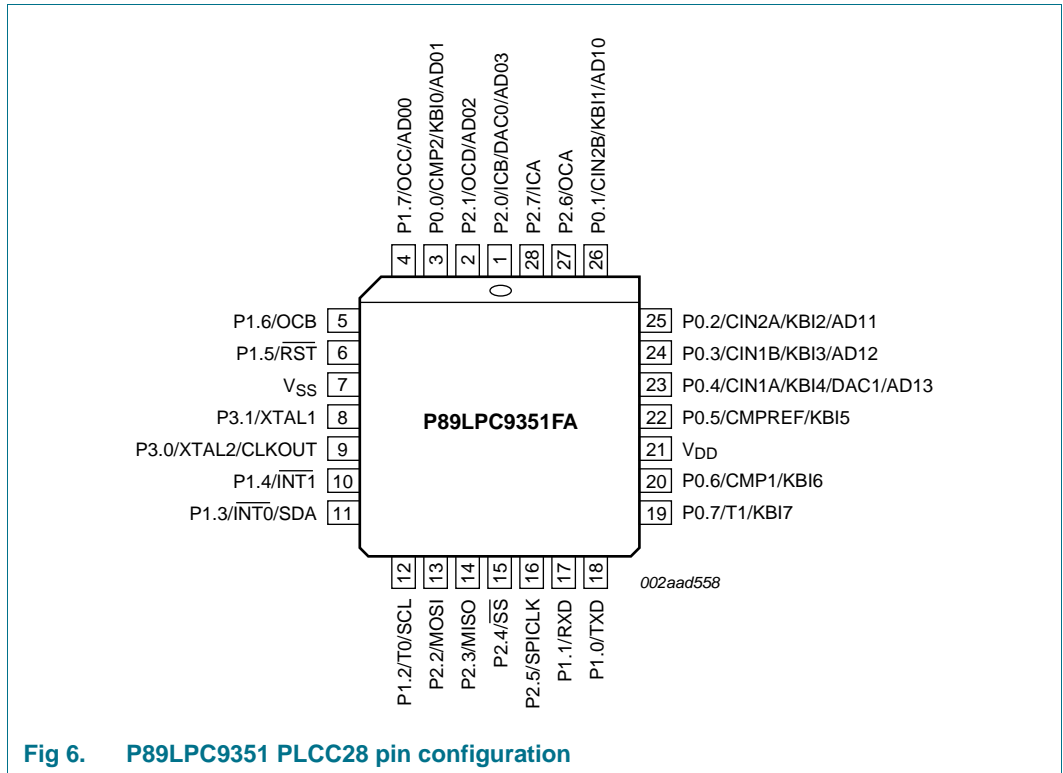 P1.7/OCC/AD00
P0.0/CMP2/KBI0/AD01
P2.1/OCD/AD02
P2.0/ICB/DAC0/AD03
P2.7/ICA
P2.6/OCA
P0.1/CIN2B/KBI1/AD10
4
3
2
1
28
27
26
P1.6/OCB 5
P1.5/R̅S̅T̅ 6
VSS 7
P3.1/XTAL1 8
P3.0/XTAL2/CLKOUT 9
P1.4/I̅N̅T̅1̅ 10
P1.3/I̅N̅T̅0̅/SDA 11
P89LPC9351FA
25 P0.2/CIN2A/KBI2/AD11
24 P0.3/CIN1B/KBI3/AD12
23 P0.4/CIN1A/KBI4/DAC1/AD13
22 P0.5/CMPREF/KBI5
21 VDD
20 P0.6/CMP1/KBI6
19 P0.7/T1/KBI7
12
13
14
15
16
17
18
P1.2/T0/SCL
P2.2/MOSI
P2.3/MISO
P2.4/S̅S̅
P2.5/SPICLK
P1.1/RXD
P1.0/TXD
002aad558
Fig 6. P89LPC9351 PLCC28 pin configuration